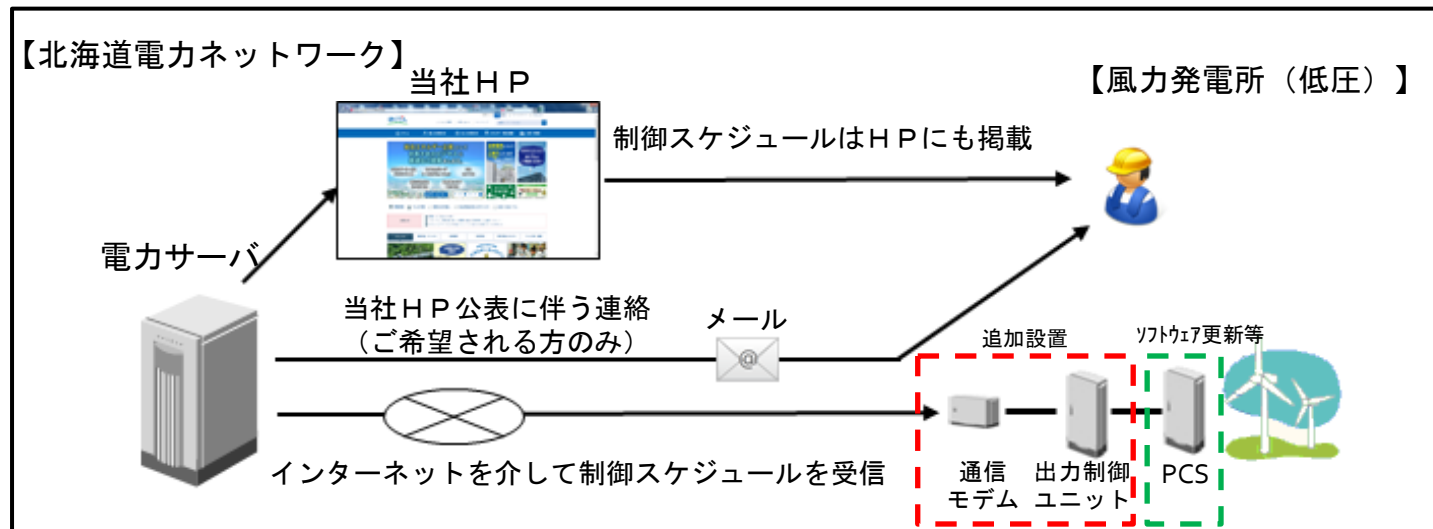 【北海道電力ネットワーク】
当社ＨＰ
【風力発電所（低圧）】
制御スケジュールはＨＰにも掲載
電力サーバ
当社ＨＰ公表に伴う連絡
（ご希望される方のみ）
メール
@
追加設置
ｿﾌﾄｳｪｱ更新等
インターネットを介して制御スケジュールを受信
通信
モデム
出力制御
ユニット
PCS